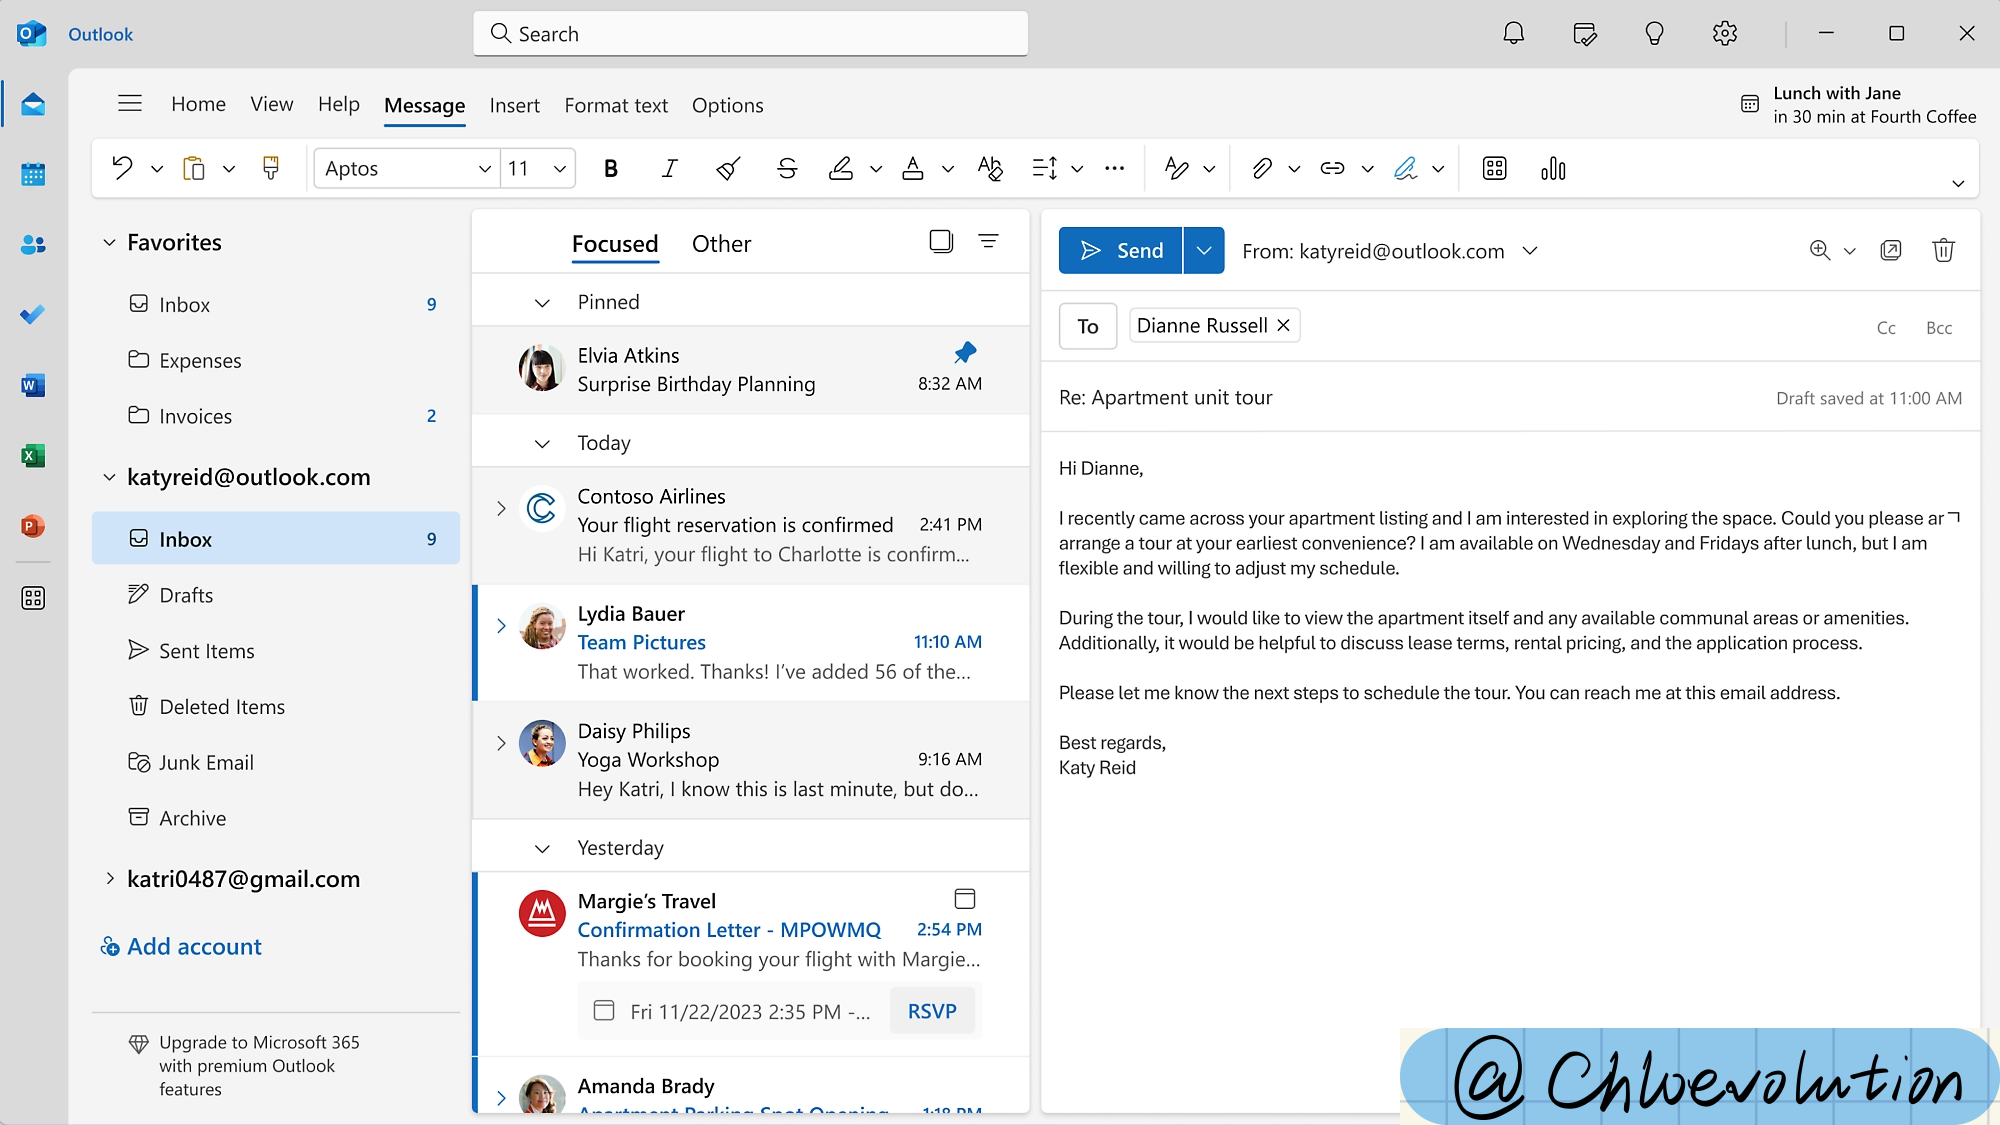 Outlook
Search
Home View Help Message Insert Format text Options
Lunch with Jane
in 30 min at Fourth Coffee
Aptos 11
Favorites
Inbox 9
Expenses
Invoices 2
katyreid@outlook.com
Inbox 9
Drafts
Sent Items
Deleted Items
Junk Email
Archive
katri0487@gmail.com
Add account
Upgrade to Microsoft 365
with premium Outlook
features
Focused Other
Pinned
Elvia Atkins
Surprise Birthday Planning 8:32 AM
Today
Contoso Airlines
Your flight reservation is confirmed 2:41 PM
Hi Katri, your flight to Charlotte is confirm...
Lydia Bauer
Team Pictures 11:10 AM
That worked. Thanks! I've added 56 of the...
Daisy Philips
Yoga Workshop 9:16 AM
Hey Katri, I know this is last minute, but do...
Yesterday
Margie's Travel
Confirmation Letter - MPOWMQ 2:54 PM
Thanks for booking your flight with Margie...
Fri 11/22/2023 2:35 PM -... RSVP
Amanda Brady
Apartment Parking Spot Opening 1:18 PM
Send From: katyreid@outlook.com
To Dianne Russell Cc Bcc
Re: Apartment unit tour Draft saved at 11:00 AM
Hi Dianne,
I recently came across your apartment listing and I am interested in exploring the space. Could you please ar
arrange a tour at your earliest convenience? I am available on Wednesday and Fridays after lunch, but I am
flexible and willing to adjust my schedule.
During the tour, I would like to view the apartment itself and any available communal areas or amenities.
Additionally, it would be helpful to discuss lease terms, rental pricing, and the application process.
Please let me know the next steps to schedule the tour. You can reach me at this email address.
Best regards,
Katy Reid
@Chloevolution